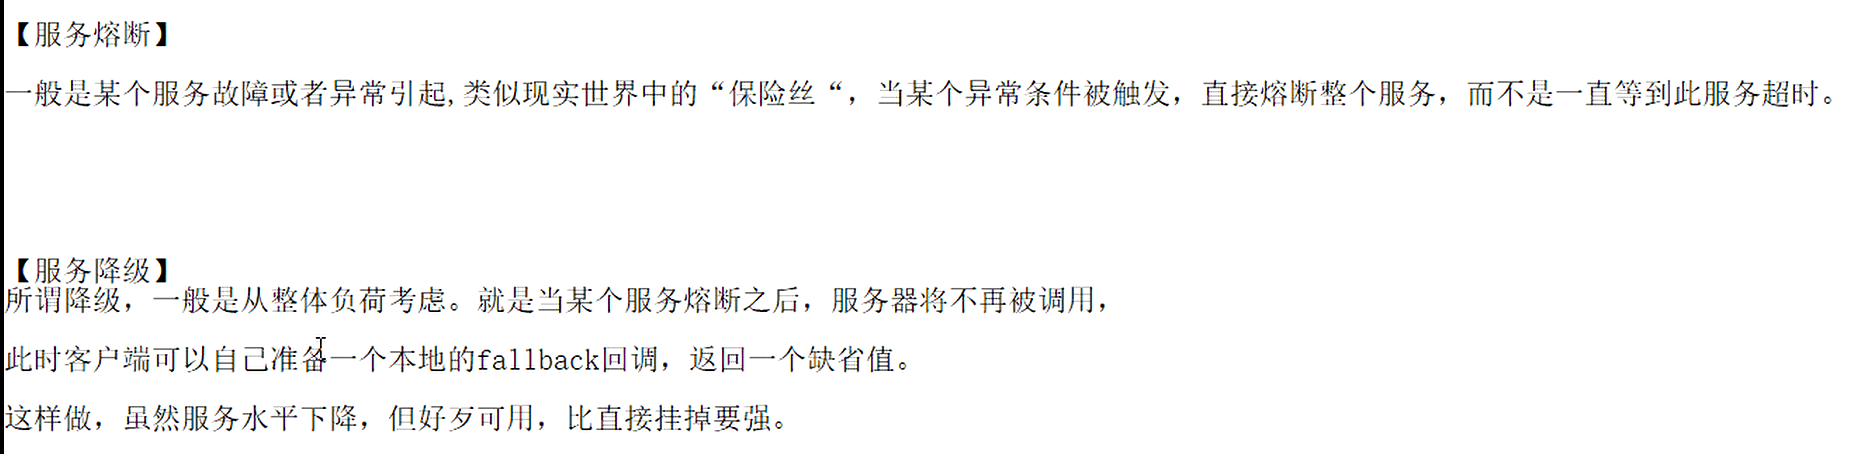 【服务熔断】
一般是某个服务故障或者异常引起,类似现实世界中的“保险丝“，当某个异常条件被触发，直接熔断整个服务，而不是一直等到此服务超时。
【服务降级】
所谓降级，一般是从整体负荷考虑。就是当某个服务熔断之后，服务器将不再被调用，
此时客户端可以自己准备一个本地的fallback回调，返回一个缺省值。
这样做，虽然服务水平下降，但好歹可用，比直接挂掉要强。